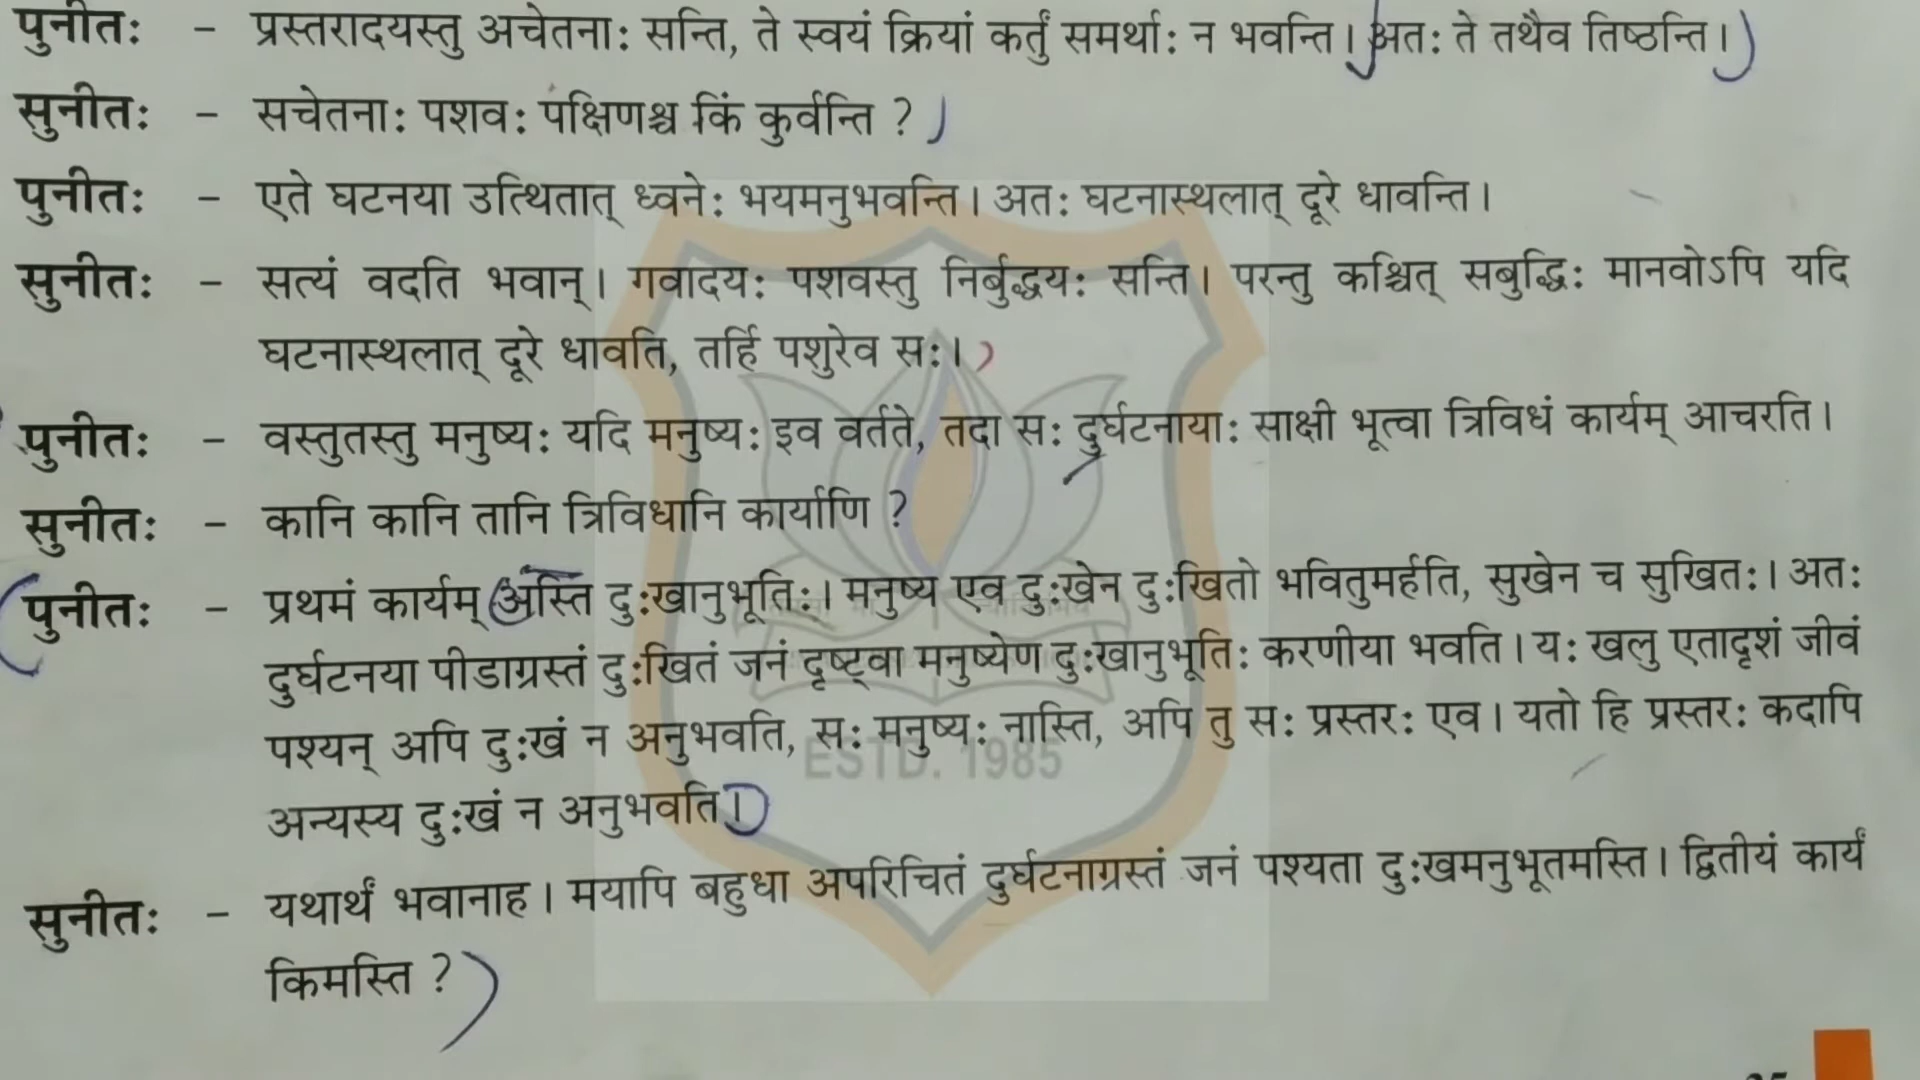 पुनीतः - प्रस्तरादयस्तु अचेतनाः सन्ति, ते स्वयं क्रियां कर्तुं समर्थाः न भवन्ति। अतः ते तथैव तिष्ठन्ति।
सुनीतः - सचेतनाः पशवः पक्षिणश्च किं कुर्वन्ति ?
पुनीतः - एते घटनया उत्थितात् ध्वनेः भयमनुभवन्ति। अतः घटनास्थलात् दूरे धावन्ति।
सुनीतः - सत्यं वदति भवान्। गवादयः पशवस्तु निर्बुद्धयः सन्ति। परन्तु कश्चित् सबुद्धिः मानवोऽपि यदि
घटनास्थलात् दूरे धावति, तर्हि पशुरेव सः।
पुनीतः - वस्तुतस्तु मनुष्यः यदि मनुष्यः इव वर्तते, तदा सः दुर्घटनायाः साक्षी भूत्वा त्रिविधं कार्यम् आचरति।
सुनीतः - कानि कानि तानि त्रिविधानि कार्याणि ?
पुनीतः - प्रथमं कार्यम् अस्ति दुःखानुभूतिः। मनुष्य एव दुःखेन दुःखितो भवितुमर्हति, सुखेन च सुखितः। अतः
दुर्घटनया पीडाग्रस्तं दुःखितं जनं दृष्ट्वा मनुष्येण दुःखानुभूतिः करणीया भवति। यः खलु एतादृशं जीवं
पश्यन् अपि दुःखं न अनुभवति, सः मनुष्यः नास्ति, अपि तु सः प्रस्तरः एव। यतो हि प्रस्तरः कदापि
अन्यस्य दुःखं न अनुभवति।
ESTD. 1985
सुनीतः - यथार्थं भवानाह। मयापि बहुधा अपरिचितं दुर्घटनाग्रस्तं जनं पश्यता दुःखमनुभूतमस्ति। द्वितीयं कार्यं
किमस्ति ?